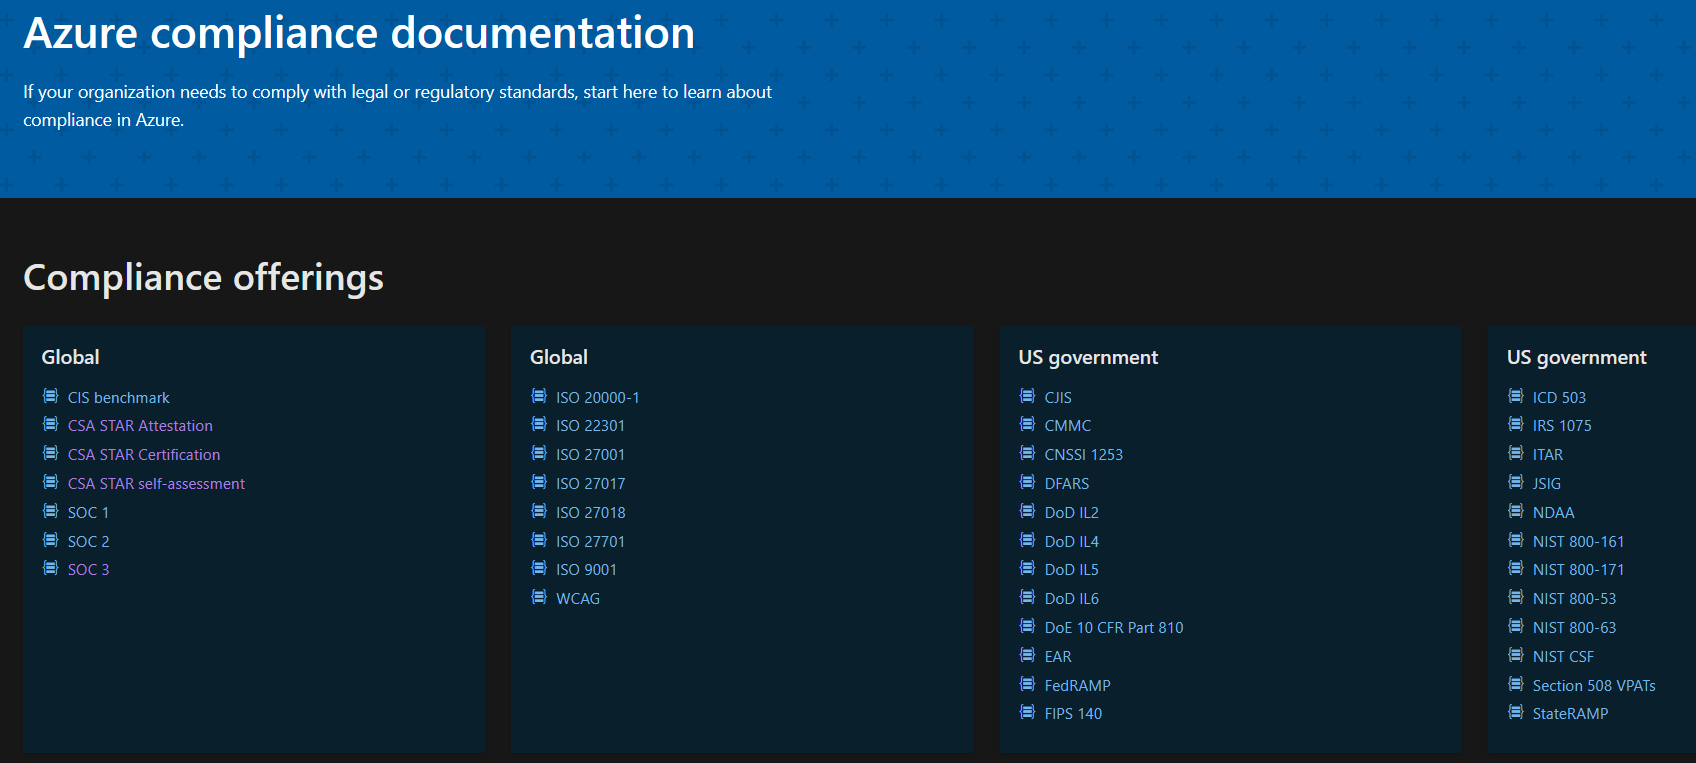 Azure compliance documentation
If your organization needs to comply with legal or regulatory standards, start here to learn about
compliance in Azure.
Compliance offerings
Global
CIS benchmark
CSA STAR Attestation
CSA STAR Certification
CSA STAR self-assessment
SOC 1
SOC 2
SOC 3
Global
ISO 20000-1
ISO 22301
ISO 27001
ISO 27017
ISO 27018
ISO 27701
ISO 9001
WCAG
US government
CJIS
CMMC
CNSSI 1253
DFARS
DoD IL2
DoD IL4
DoD IL5
DoD IL6
DoE 10 CFR Part 810
EAR
FedRAMP
FIPS 140
US government
ICD 503
IRS 1075
ITAR
JSIG
NDAA
NIST 800-161
NIST 800-171
NIST 800-53
NIST 800-63
NIST CSF
Section 508 VPATs
StateRAMP